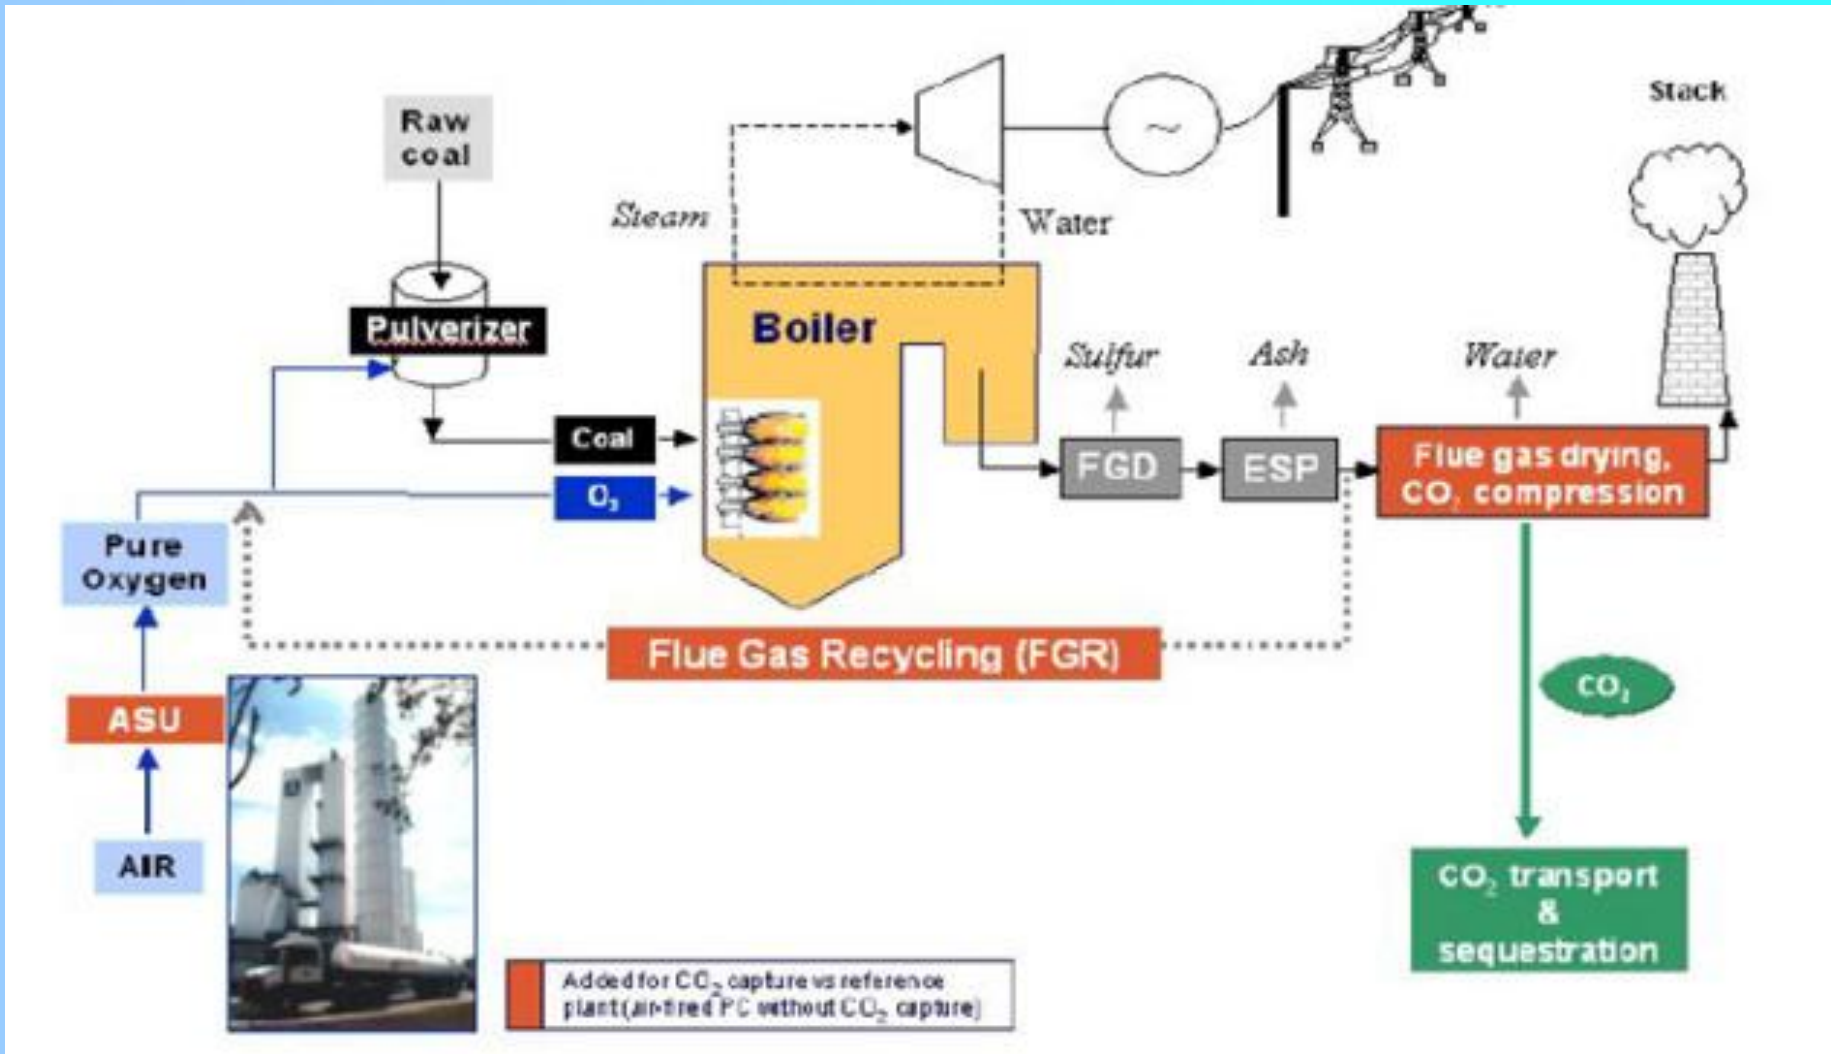 Stack
Raw
coal
Steam
Water
Pulverizer
Boiler
Sulfur
Ash
Water
Coal
FGD
ESP
Flue gas drying,
CO₂ compression
O₂
Pure
Oxygen
Flue Gas Recycling (FGR)
CO₂
ASU
AIR
CO₂ transport
&
sequestration
Added for CO₂ capture vs reference
plant (air-fired PC without CO₂ capture)